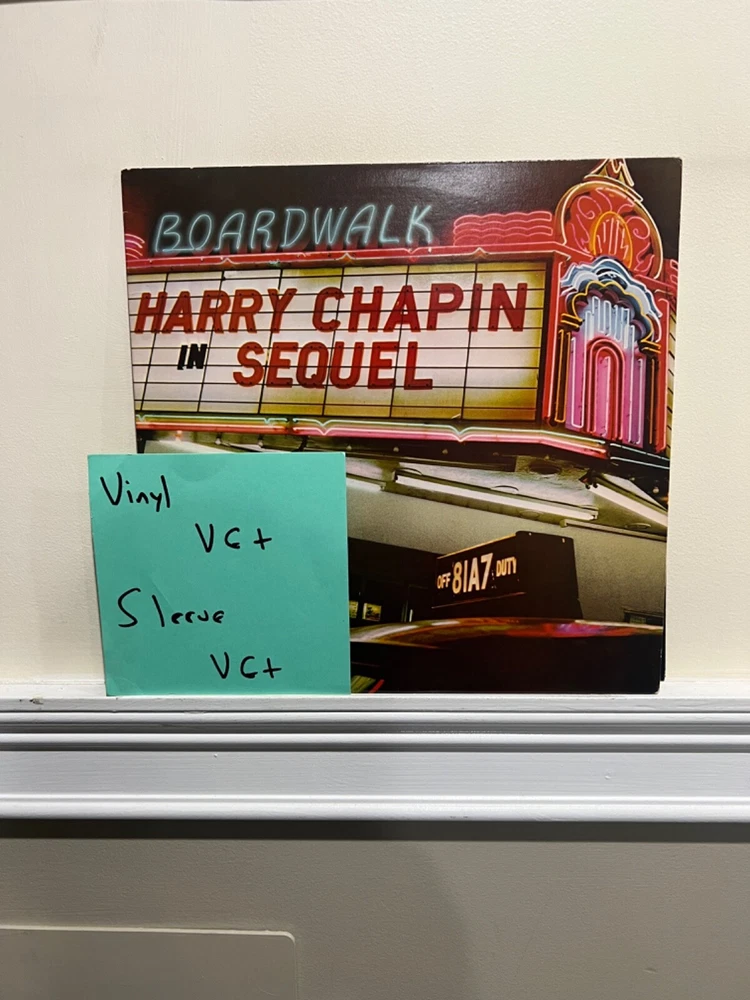 BOARDWALK
HARRY CHAPIN
IN SEQUEL
OFF 81A7 DUTY
Vinyl
VG+
Sleeve
VG+